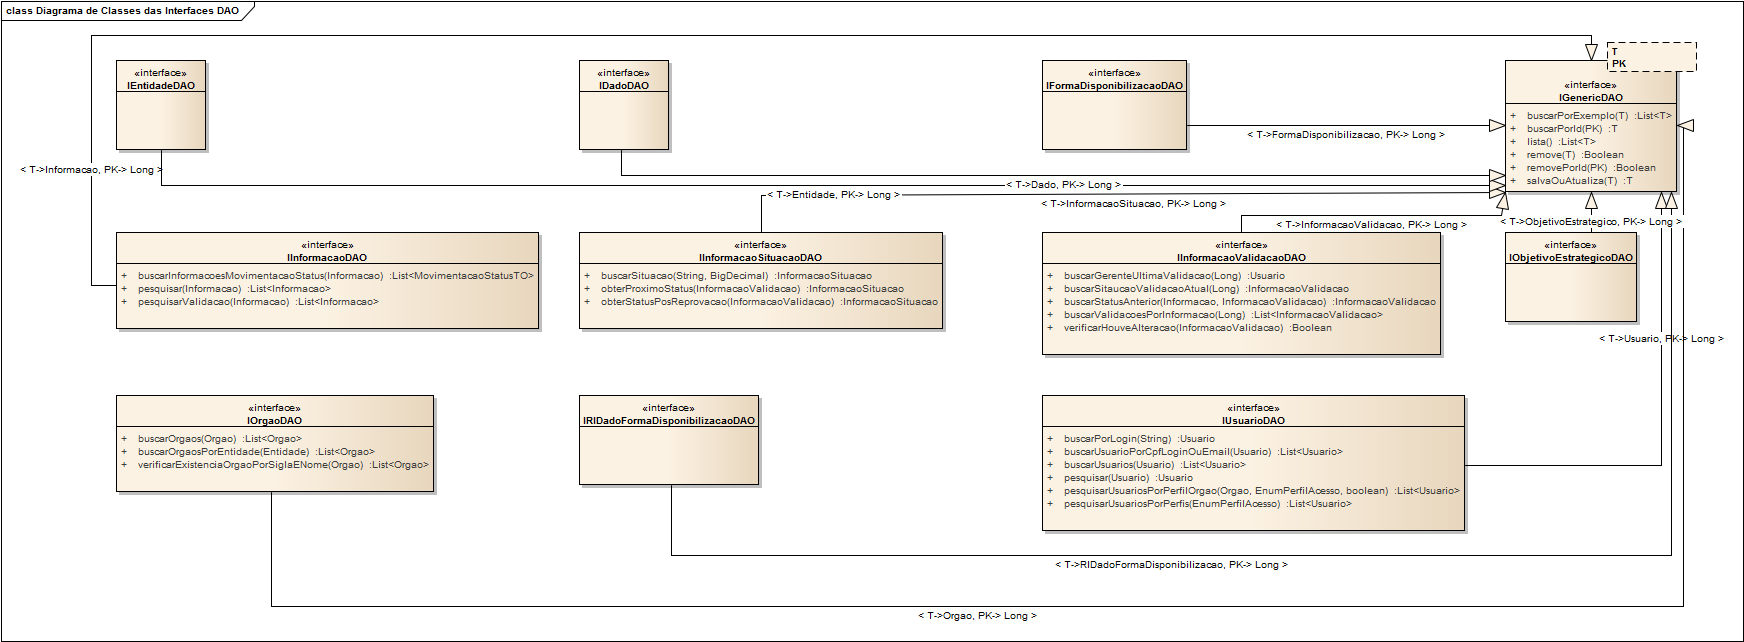 class Diagrama de Classes das Interfaces DAO
«interface»
IEntidadeDAO
«interface»
IDadoDAO
«interface»
IFormaDisponibilizacaoDAO
T
PK
«interface»
IGenericDAO
+ buscarPorExemplo(T) :List<T>
+ buscarPorId(PK) :T
+ lista() :List<T>
+ remove(T) :Boolean
+ removePorId(PK) :Boolean
+ salvaOuAtualiza(T) :T
< T->FormaDisponibilizacao, PK-> Long >
< T->Informacao, PK-> Long >
< T->Dado, PK-> Long >
< T->Entidade, PK-> Long >
< T->InformacaoSituacao, PK-> Long >
< T->InformacaoValidacao, PK-> Long >
< T->ObjetivoEstrategico, PK-> Long >
«interface»
IInformacaoDAO
+ buscarInformacoesMovimentacaoStatus(Informacao) :List<MovimentacaoStatusTO>
+ pesquisar(Informacao) :List<Informacao>
+ pesquisarValidacao(Informacao) :List<Informacao>
«interface»
IInformacaoSituacaoDAO
+ buscarSituacao(String, BigDecimal) :InformacaoSituacao
+ obterProximoStatus(InformacaoValidacao) :InformacaoSituacao
+ obterStatusPosReprovacao(InformacaoValidacao) :InformacaoSituacao
«interface»
IInformacaoValidacaoDAO
+ buscarGerenteUltimaValidacao(Long) :Usuario
+ buscarSitaucaoValidacaoAtual(Long) :InformacaoValidacao
+ buscarStatusAnterior(Informacao, InformacaoValidacao) :InformacaoValidacao
+ buscarValidacoesPorInformacao(Long) :List<InformacaoValidacao>
+ verificarHouveAlteracao(InformacaoValidacao) :Boolean
«interface»
IObjetivoEstrategicoDAO
< T->Usuario, PK-> Long >
«interface»
IOrgaoDAO
+ buscarOrgaos(Orgao) :List<Orgao>
+ buscarOrgaosPorEntidade(Entidade) :List<Orgao>
+ verificarExistenciaOrgaoPorSiglaENome(Orgao) :List<Orgao>
«interface»
IRIDadoFormaDisponibilizacaoDAO
«interface»
IUsuarioDAO
+ buscarPorLogin(String) :Usuario
+ buscarUsuarioPorCpfLoginOuEmail(Usuario) :List<Usuario>
+ buscarUsuarios(Usuario) :List<Usuario>
+ pesquisar(Usuario) :Usuario
+ pesquisarUsuariosPorPerfilOrgao(Orgao, EnumPerfilAcesso, boolean) :List<Usuario>
+ pesquisarUsuariosPorPerfis(EnumPerfilAcesso) :List<Usuario>
< T->RIDadoFormaDisponibilizacao, PK-> Long >
< T->Orgao, PK-> Long >